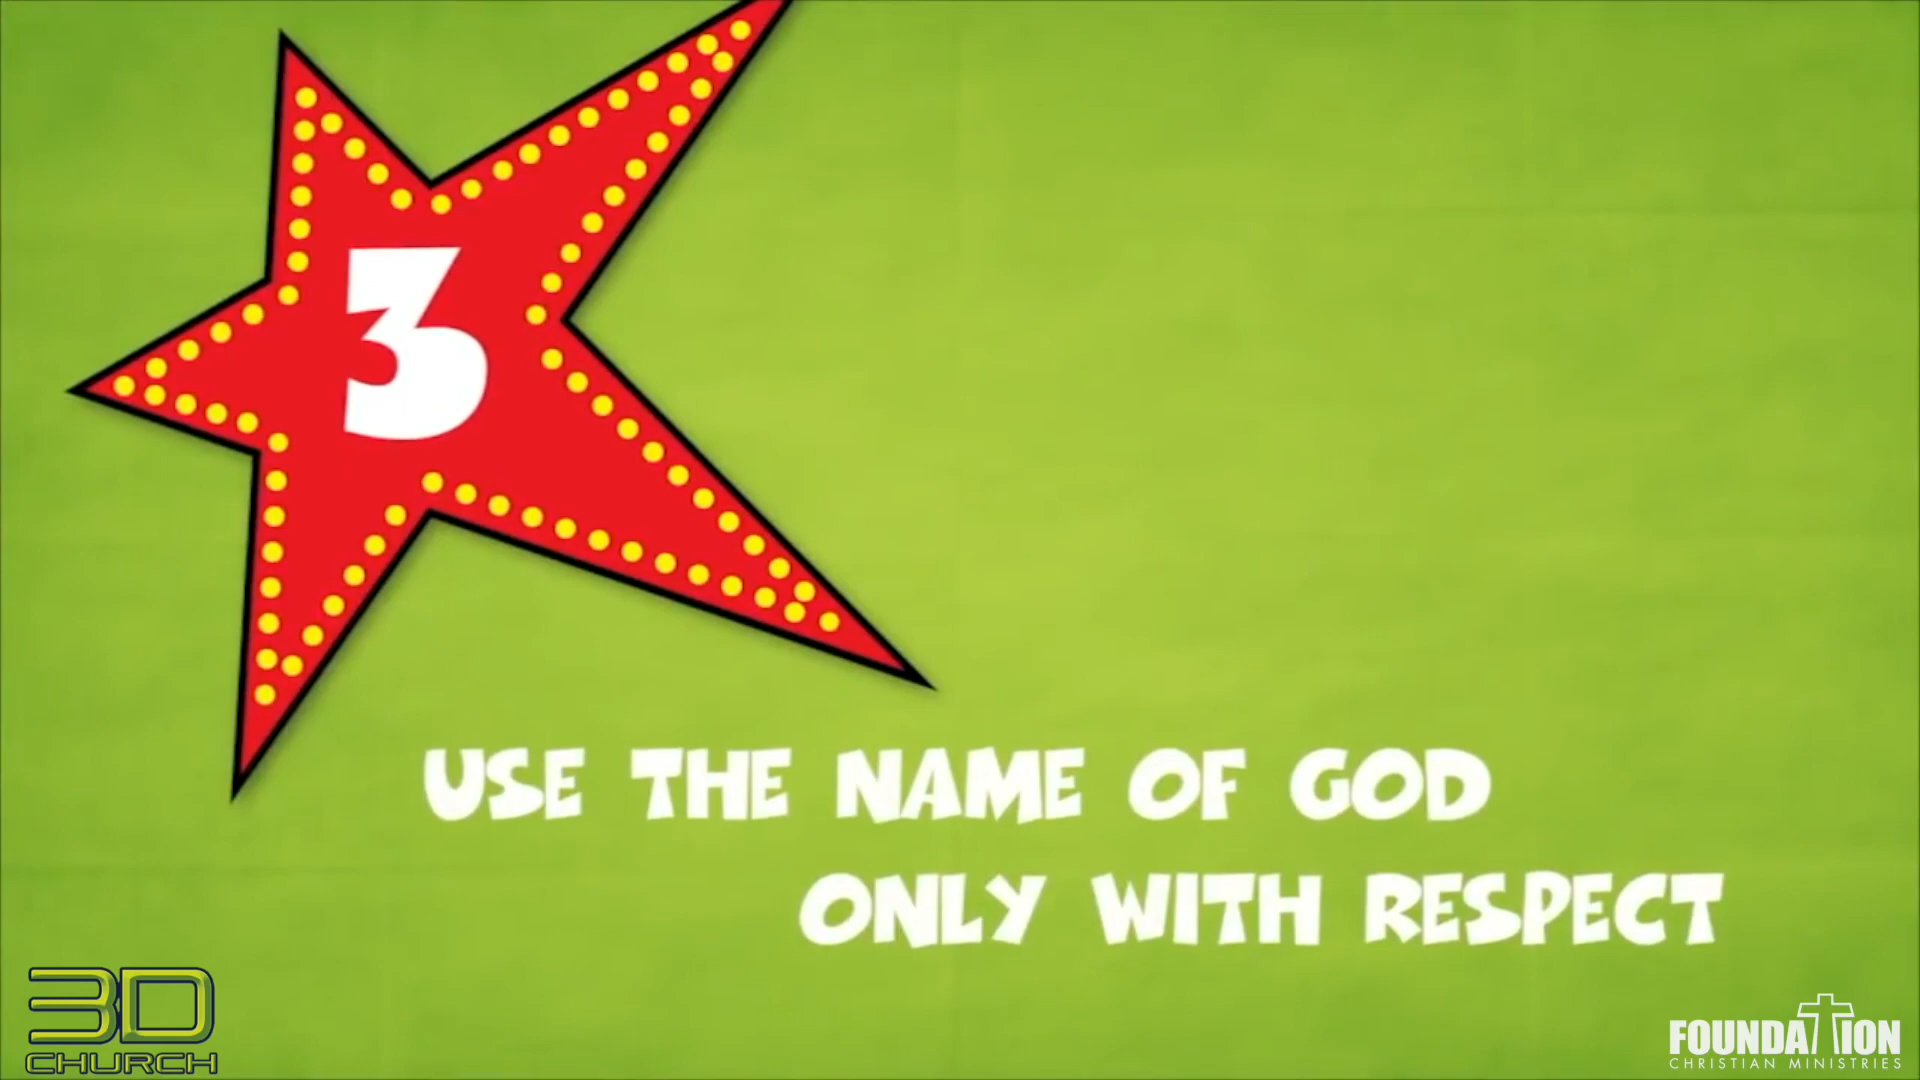 3
USE THE NAME OF GOD
ONLY WITH RESPECT
3D
CHURCH
FOUNDATION
CHRISTIAN MINISTRIES